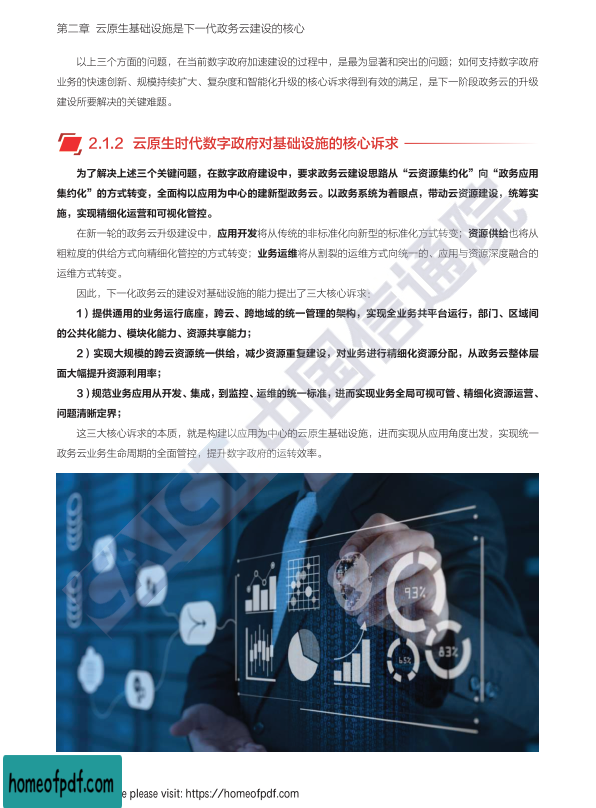 第二章 云原生基础设施是下一代政务云建设的核心
以上三个方面的问题，在当前数字政府加速建设的过程中，是最为显著和突出的问题；如何支持数字政府
业务的快速创新、规模持续扩大、复杂度和智能化升级的核心诉求得到有效的满足，是下一阶段政务云的升级
建设所要解决的关键难题。
2.1.2 云原生时代数字政府对基础设施的核心诉求
为了解决上述三个关键问题，在数字政府建设中，要求政务云建设思路从“云资源集约化”向“政务应用
集约化”的方式转变，全面构以应用为中心的建新型政务云。以政务系统为着眼点，带动云资源建设，统筹实
施，实现精细化运营和可视化管控。
在新一轮的政务云升级建设中，应用开发将从传统的非标准化向新型的标准化方式转变；资源供给也将从
粗粒度的供给方式向精细化管控的方式转变；业务运维将从割裂的运维方式向统一的、应用与资源深度融合的
运维方式转变。
因此，下一化政务云的建设对基础设施的能力提出了三大核心诉求：
1）提供通用的业务运行底座，跨云、跨地域的统一管理的架构，实现全业务共平台运行，部门、区域间
的公共化能力、模块化能力、资源共享能力；
2）实现大规模的跨云资源统一供给，减少资源重复建设，对业务进行精细化资源分配，从政务云整体层
面大幅提升资源利用率；
3）规范业务应用从开发、集成，到监控、运维的统一标准，进而实现业务全局可视可管、精细化资源运营、
问题清晰定界；
这三大核心诉求的本质，就是构建以应用为中心的云原生基础设施，进而实现从应用角度出发，实现统一
政务云业务生命周期的全面管控，提升数字政府的运转效率。
CAICT 中国信通院
93%
83%
65%
homeofpdf.com
e please visit: https://homeofpdf.com